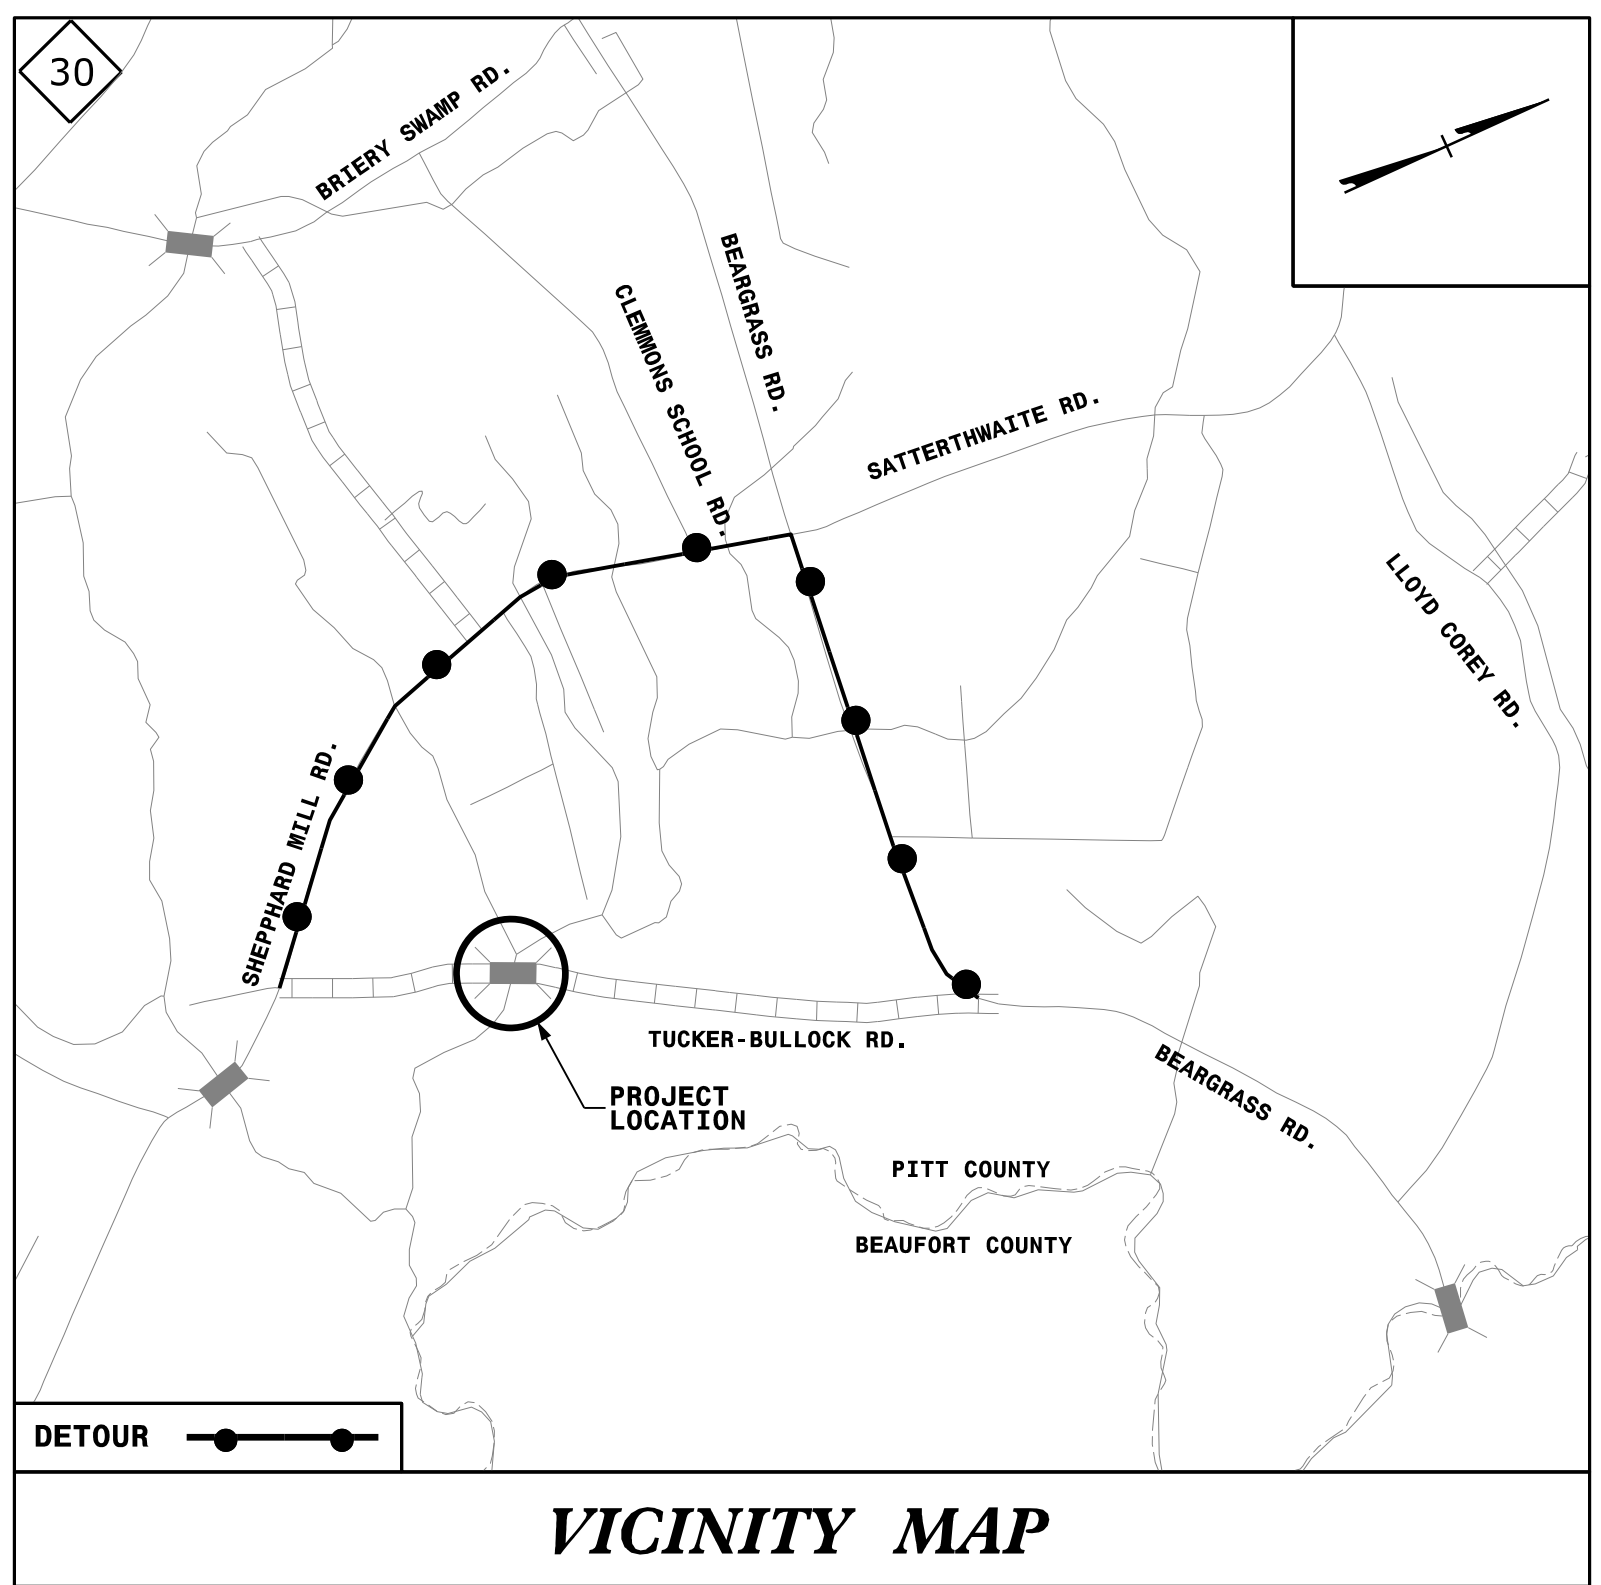 30
BRIERY SWAMP RD.
BEARGRASS RD.
CLEMMONS SCHOOL RD.
SATTERTHWAITE RD.
LLOYD COREY RD.
SHEPPHARD MILL RD.
TUCKER-BULLOCK RD.
BEARGRASS RD.
PROJECT
LOCATION
PITT COUNTY
BEAUFORT COUNTY
DETOUR
VICINITY MAP